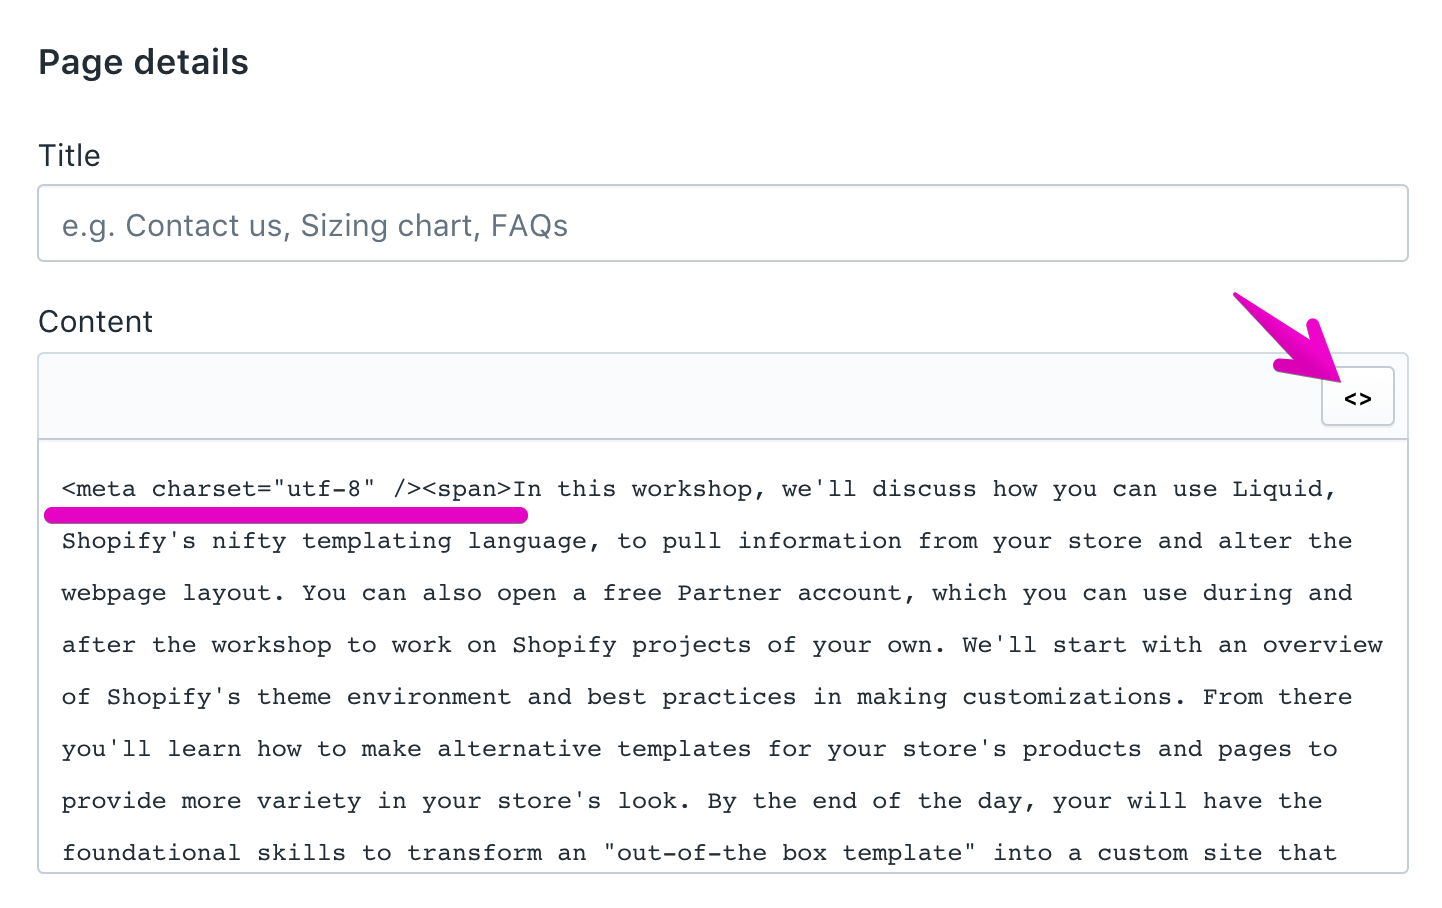 Page details
Title
e.g. Contact us, Sizing chart, FAQs
Content
<>
<meta charset="utf-8" /><span>In this workshop, we'll discuss how you can use Liquid,
Shopify's nifty templating language, to pull information from your store and alter the
webpage layout. You can also open a free Partner account, which you can use during and
after the workshop to work on Shopify projects of your own. We'll start with an overview
of Shopify's theme environment and best practices in making customizations. From there
you'll learn how to make alternative templates for your store's products and pages to
provide more variety in your store's look. By the end of the day, your will have the
foundational skills to transform an "out-of-the box template" into a custom site that